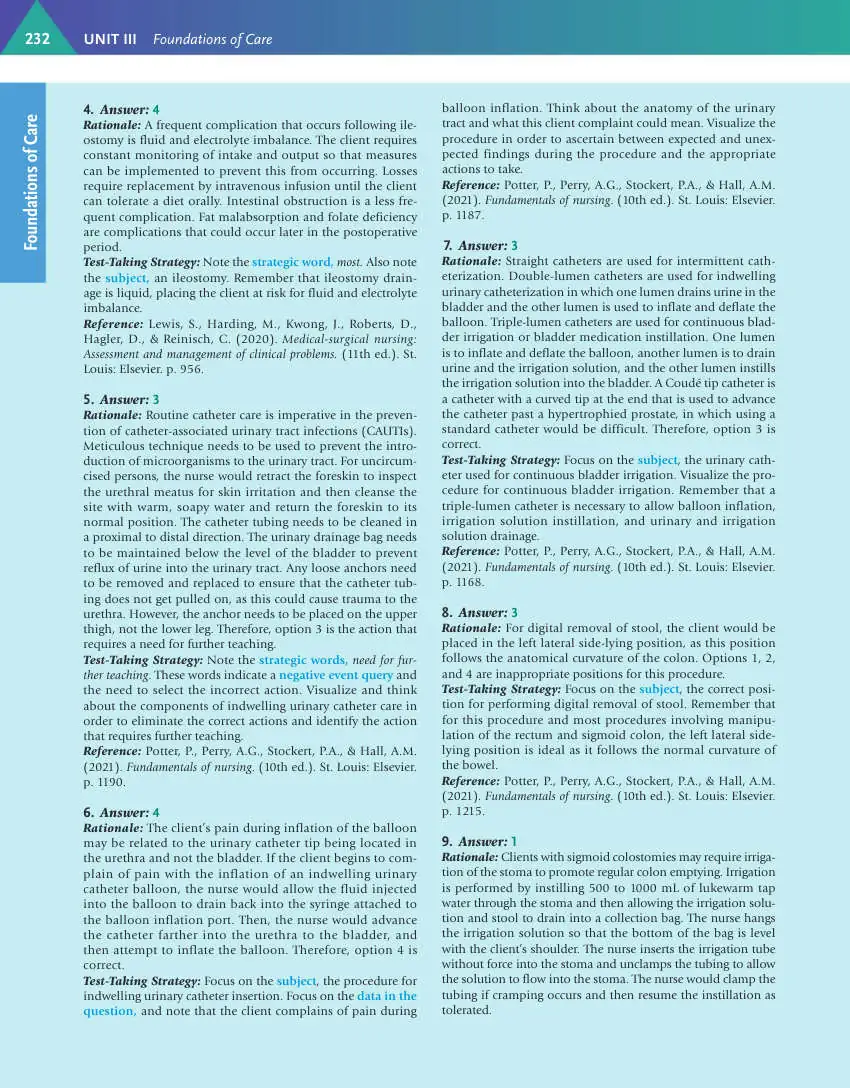 232
UNIT III Foundations of Care
Foundations of Care
4. Answer: 4
Rationale: A frequent complication that occurs following ile-
ostomy is fluid and electrolyte imbalance. The client requires
constant monitoring of intake and output so that measures
can be implemented to prevent this from occurring. Losses
require replacement by intravenous infusion until the client
can tolerate a diet orally. Intestinal obstruction is a less fre-
quent complication. Fat malabsorption and folate deficiency
are complications that could occur later in the postoperative
period.
Test-Taking Strategy: Note the strategic word, most. Also note
the subject, an ileostomy. Remember that ileostomy drain-
age is liquid, placing the client at risk for fluid and electrolyte
imbalance.
Reference: Lewis, S., Harding, M., Kwong, J., Roberts, D.,
Hagler, D., & Reinisch, C. (2020). Medical-surgical nursing:
Assessment and management of clinical problems. (11th ed.). St.
Louis: Elsevier. p. 956.
5. Answer: 3
Rationale: Routine catheter care is imperative in the preven-
tion of catheter-associated urinary tract infections (CAUTIs).
Meticulous technique needs to be used to prevent the intro-
duction of microorganisms to the urinary tract. For uncircum-
cised persons, the nurse would retract the foreskin to inspect
the urethral meatus for skin irritation and then cleanse the
site with warm, soapy water and return the foreskin to its
normal position. The catheter tubing needs to be cleaned in
a proximal to distal direction. The urinary drainage bag needs
to be maintained below the level of the bladder to prevent
reflux of urine into the urinary tract. Any loose anchors need
to be removed and replaced to ensure that the catheter tub-
ing does not get pulled on, as this could cause trauma to the
urethra. However, the anchor needs to be placed on the upper
thigh, not the lower leg. Therefore, option 3 is the action that
requires a need for further teaching.
Test-Taking Strategy: Note the strategic words, need for fur-
ther teaching. These words indicate a negative event query and
the need to select the incorrect action. Visualize and think
about the components of indwelling urinary catheter care in
order to eliminate the correct actions and identify the action
that requires further teaching.
Reference: Potter, P., Perry, A.G., Stockert, P.A., & Hall, A.M.
(2021). Fundamentals of nursing. (10th ed.). St. Louis: Elsevier.
p. 1190.
6. Answer: 4
Rationale: The client's pain during inflation of the balloon
may be related to the urinary catheter tip being located in
the urethra and not the bladder. If the client begins to com-
plain of pain with the inflation of an indwelling urinary
catheter balloon, the nurse would allow the fluid injected
into the balloon to drain back into the syringe attached to
the balloon inflation port. Then, the nurse would advance
the catheter farther into the urethra to the bladder, and
then attempt to inflate the balloon. Therefore, option 4 is
correct.
Test-Taking Strategy: Focus on the subject, the procedure for
indwelling urinary catheter insertion. Focus on the data in the
question, and note that the client complains of pain during
balloon inflation. Think about the anatomy of the urinary
tract and what this client complaint could mean. Visualize the
procedure in order to ascertain between expected and unex-
pected findings during the procedure and the appropriate
actions to take.
Reference: Potter, P., Perry, A.G., Stockert, P.A., & Hall, A.M.
(2021). Fundamentals of nursing. (10th ed.). St. Louis: Elsevier.
p. 1187.
7. Answer: 3
Rationale: Straight catheters are used for intermittent cath-
eterization. Double-lumen catheters are used for indwelling
urinary catheterization in which one lumen drains urine in the
bladder and the other lumen is used to inflate and deflate the
balloon. Triple-lumen catheters are used for continuous blad-
der irrigation or bladder medication instillation. One lumen
is to inflate and deflate the balloon, another lumen is to drain
urine and the irrigation solution, and the other lumen instills
the irrigation solution into the bladder. A Coudé tip catheter is
a catheter with a curved tip at the end that is used to advance
the catheter past a hypertrophied prostate, in which using a
standard catheter would be difficult. Therefore, option 3 is
correct.
Test-Taking Strategy: Focus on the subject, the urinary cath-
eter used for continuous bladder irrigation. Visualize the pro-
cedure for continuous bladder irrigation. Remember that a
triple-lumen catheter is necessary to allow balloon inflation,
irrigation solution instillation, and urinary and irrigation
solution drainage.
Reference: Potter, P., Perry, A.G., Stockert, P.A., & Hall, A.M.
(2021). Fundamentals of nursing. (10th ed.). St. Louis: Elsevier.
p. 1168.
8. Answer: 3
Rationale: For digital removal of stool, the client would be
placed in the left lateral side-lying position, as this position
follows the anatomical curvature of the colon. Options 1, 2,
and 4 are inappropriate positions for this procedure.
Test-Taking Strategy: Focus on the subject, the correct posi-
tion for performing digital removal of stool. Remember that
for this procedure and most procedures involving manipu-
lation of the rectum and sigmoid colon, the left lateral side-
lying position is ideal as it follows the normal curvature of
the bowel.
Reference: Potter, P., Perry, A.G., Stockert, P.A., & Hall, A.M.
(2021). Fundamentals of nursing. (10th ed.). St. Louis: Elsevier.
p. 1215.
9. Answer: 1
Rationale: Clients with sigmoid colostomies may require irriga-
tion of the stoma to promote regular colon emptying. Irrigation
is performed by instilling 500 to 1000 mL of lukewarm tap
water through the stoma and then allowing the irrigation solu-
tion and stool to drain into a collection bag. The nurse hangs
the irrigation solution so that the bottom of the bag is level
with the client's shoulder. The nurse inserts the irrigation tube
without force into the stoma and unclamps the tubing to allow
the solution to flow into the stoma. The nurse would clamp the
tubing if cramping occurs and then resume the instillation as
tolerated.